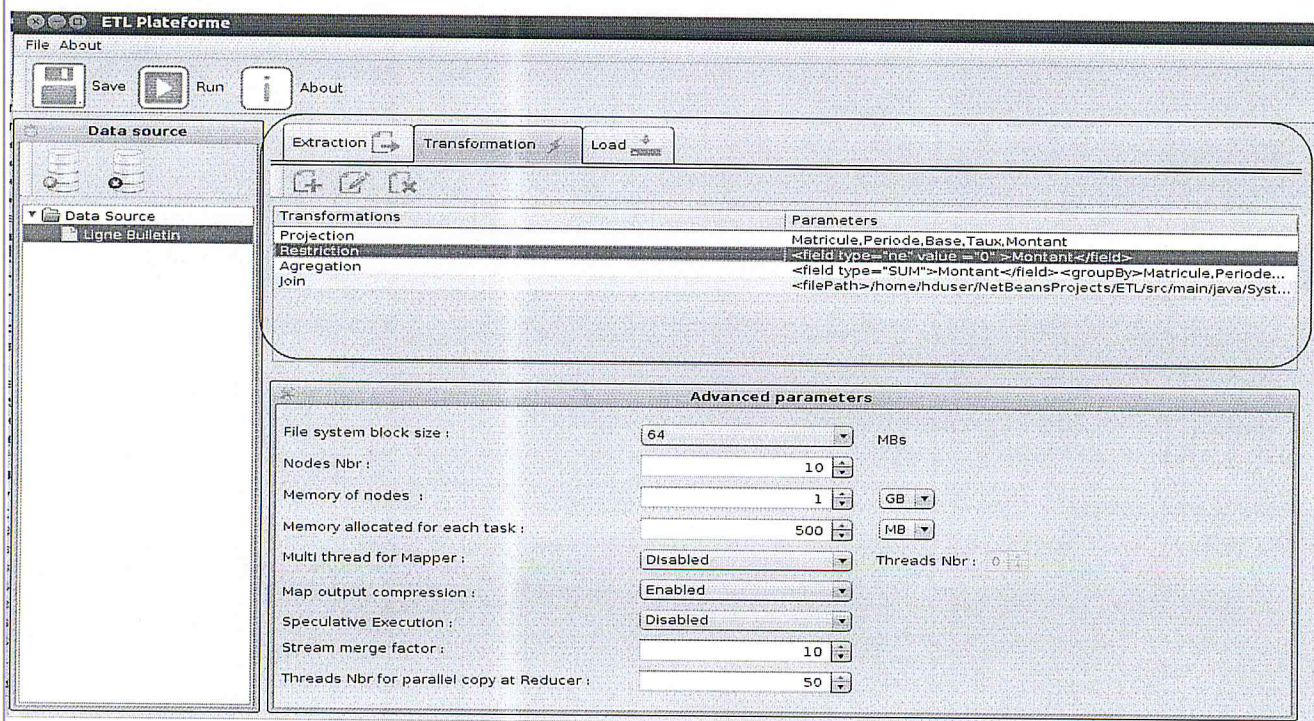 ETL Plateforme
File About
Save Run About
Data source
Extraction Transformation Load
Data Source
Ligne Bulletin
Transformations Parameters
Projection Matricule,Periode,Base,Taux,Montant
Restriction <field type="ne" value ="0" >Montant</field>
Agregation <field type="SUM">Montant</field><groupBy>Matricule,Periode...
Join <filePath>/home/hduser/NetBeansProjects/ETL/src/main/java/Syst...
Advanced parameters
File system block size : 64 MBs
Nodes Nbr : 10
Memory of nodes : 1 GB
Memory allocated for each task : 500 MB
Multi thread for Mapper : Disabled Threads Nbr : 0
Map output compression : Enabled
Speculative Execution : Disabled
Stream merge factor : 10
Threads Nbr for parallel copy at Reducer : 50